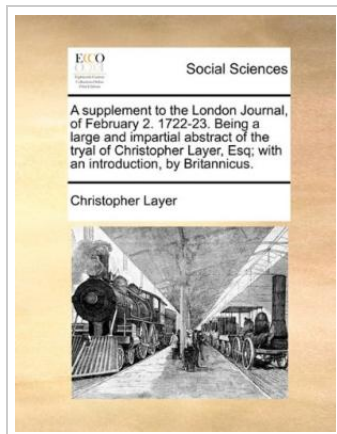 ECCO
Social Sciences
A supplement to the London Journal,
of February 2. 1722-23. Being a
large and impartial abstract of the
tryal of Christopher Layer, Esq; with
an introduction, by Britannicus.
Christopher Layer